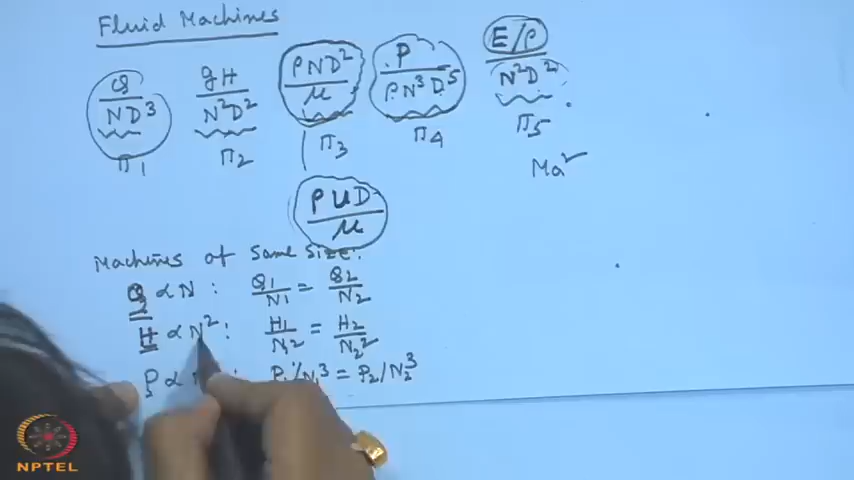 Fluid Machines
Q/ND³ gH/N²D² ρND²/μ P/ρN³D⁵ E/ρ/N²D²
π₁ π₂ π₃ π₄ π₅
Ma²
ρUD/μ
Machines of Same Size:
Q ∝ N : Q₁/N₁ = Q₂/N₂
H ∝ N² : H₁/N₁² = H₂/N₂²
P ∝ : P₁/N₁³ = P₂/N₂³
NPTEL